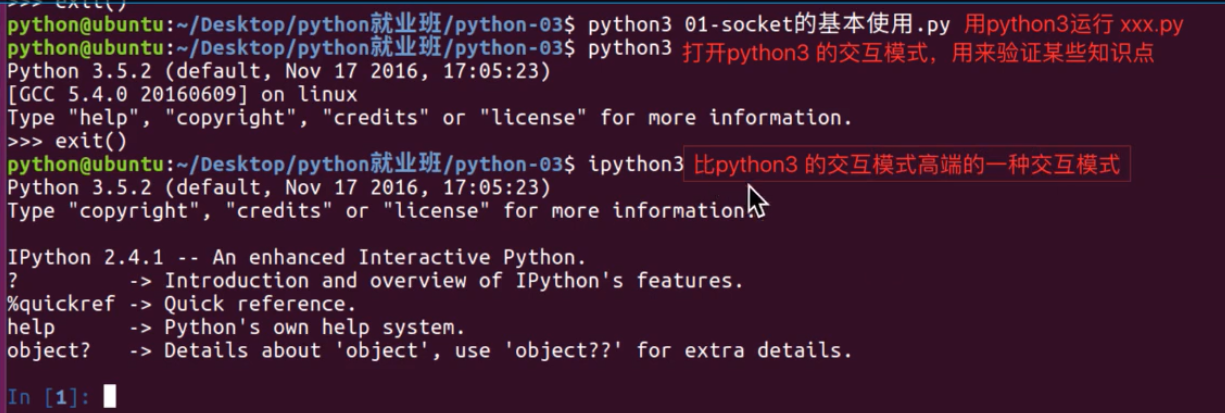 >>> exit()
python@ubuntu:~/Desktop/python就业班/python-03$ python3 01-socket的基本使用.py 用python3运行 xxx.py
python@ubuntu:~/Desktop/python就业班/python-03$ python3 打开python3 的交互模式，用来验证某些知识点
Python 3.5.2 (default, Nov 17 2016, 17:05:23)
[GCC 5.4.0 20160609] on linux
Type "help", "copyright", "credits" or "license" for more information.
>>> exit()
python@ubuntu:~/Desktop/python就业班/python-03$ ipython3 比python3 的交互模式高端的一种交互模式
Python 3.5.2 (default, Nov 17 2016, 17:05:23)
Type "copyright", "credits" or "license" for more information.
IPython 2.4.1 -- An enhanced Interactive Python.
?         -> Introduction and overview of IPython's features.
%quickref -> Quick reference.
help      -> Python's own help system.
object?   -> Details about 'object', use 'object??' for extra details.
In [1]: